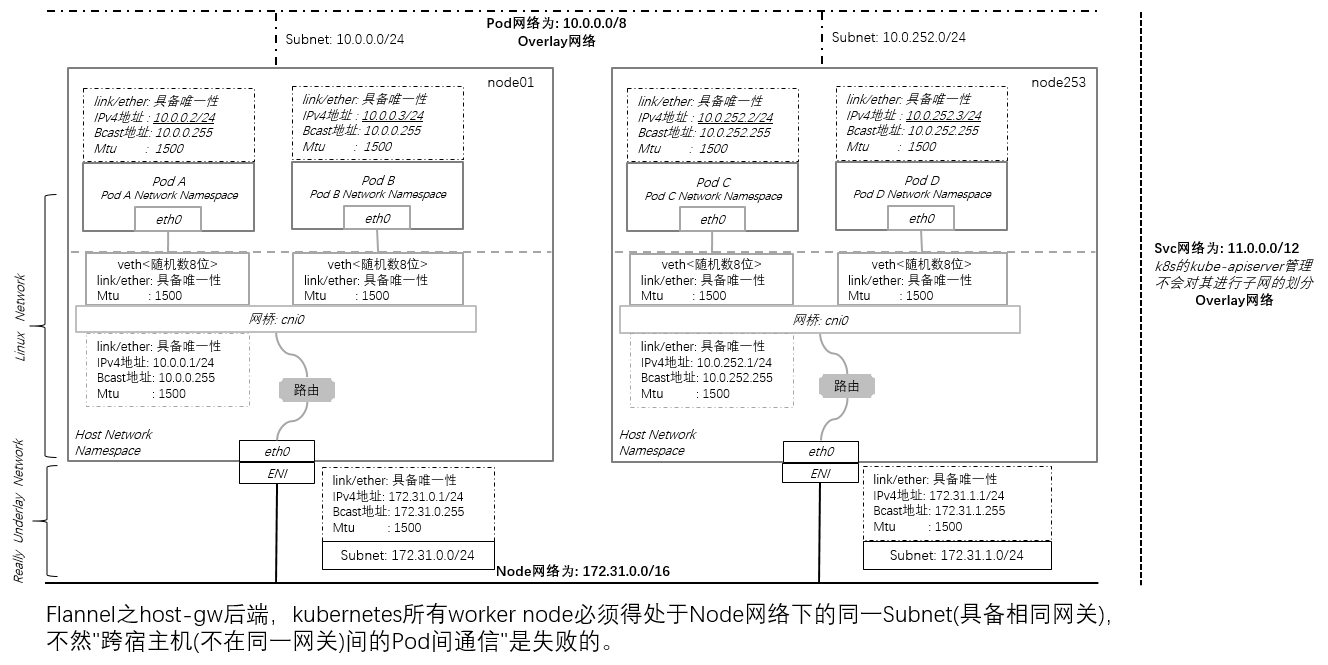 Pod网络为: 10.0.0.0/8
Overlay网络
Subnet: 10.0.0.0/24
Subnet: 10.0.252.0/24
node01
link/ether: 具备唯一性
IPv4地址 : 10.0.0.2/24
Bcast地址: 10.0.0.255
Mtu : 1500
link/ether: 具备唯一性
IPv4地址 : 10.0.0.3/24
Bcast地址: 10.0.0.255
Mtu : 1500
Pod A
Pod A Network Namespace
eth0
Pod B
Pod B Network Namespace
eth0
veth<随机数8位>
link/ether: 具备唯一性
Mtu : 1500
veth<随机数8位>
link/ether: 具备唯一性
Mtu : 1500
网桥: cni0
link/ether: 具备唯一性
IPv4地址: 10.0.0.1/24
Bcast地址: 10.0.0.255
Mtu : 1500
路由
Host Network
Namespace
eth0
ENI
link/ether: 具备唯一性
IPv4地址: 172.31.0.1/24
Bcast地址: 172.31.0.255
Mtu : 1500
Subnet: 172.31.0.0/24
node253
link/ether: 具备唯一性
IPv4地址 : 10.0.252.2/24
Bcast地址: 10.0.252.255
Mtu : 1500
link/ether: 具备唯一性
IPv4地址 : 10.0.252.3/24
Bcast地址: 10.0.252.255
Mtu : 1500
Pod C
Pod C Network Namespace
eth0
Pod D
Pod D Network Namespace
eth0
veth<随机数8位>
link/ether: 具备唯一性
Mtu : 1500
veth<随机数8位>
link/ether: 具备唯一性
Mtu : 1500
网桥: cni0
link/ether: 具备唯一性
IPv4地址: 10.0.252.1/24
Bcast地址: 10.0.252.255
Mtu : 1500
路由
Host Network
Namespace
eth0
ENI
link/ether: 具备唯一性
IPv4地址: 172.31.1.1/24
Bcast地址: 172.31.1.255
Mtu : 1500
Subnet: 172.31.1.0/24
Linux Network
Really Underlay Network
Node网络为: 172.31.0.0/16
Svc网络为: 11.0.0.0/12
k8s的kube-apiserver管理
不会对其进行子网的划分
Overlay网络
Flannel之host-gw后端，kubernetes所有worker node必须得处于Node网络下的同一Subnet(具备相同网关),
不然"跨宿主机(不在同一网关)间的Pod间通信"是失败的。